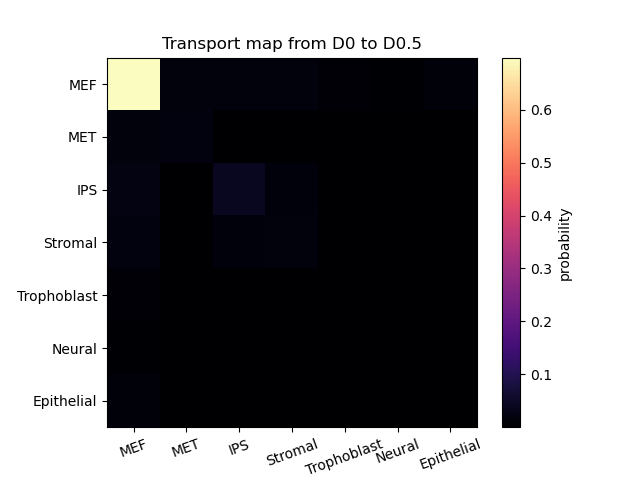 Transport map from D0 to D0.5
MEF
MET
IPS
Stromal
Trophoblast
Neural
Epithelial
MEF
MET
IPS
Stromal
Trophoblast
Neural
Epithelial
0.6
0.5
0.4
0.3
0.2
0.1
probability